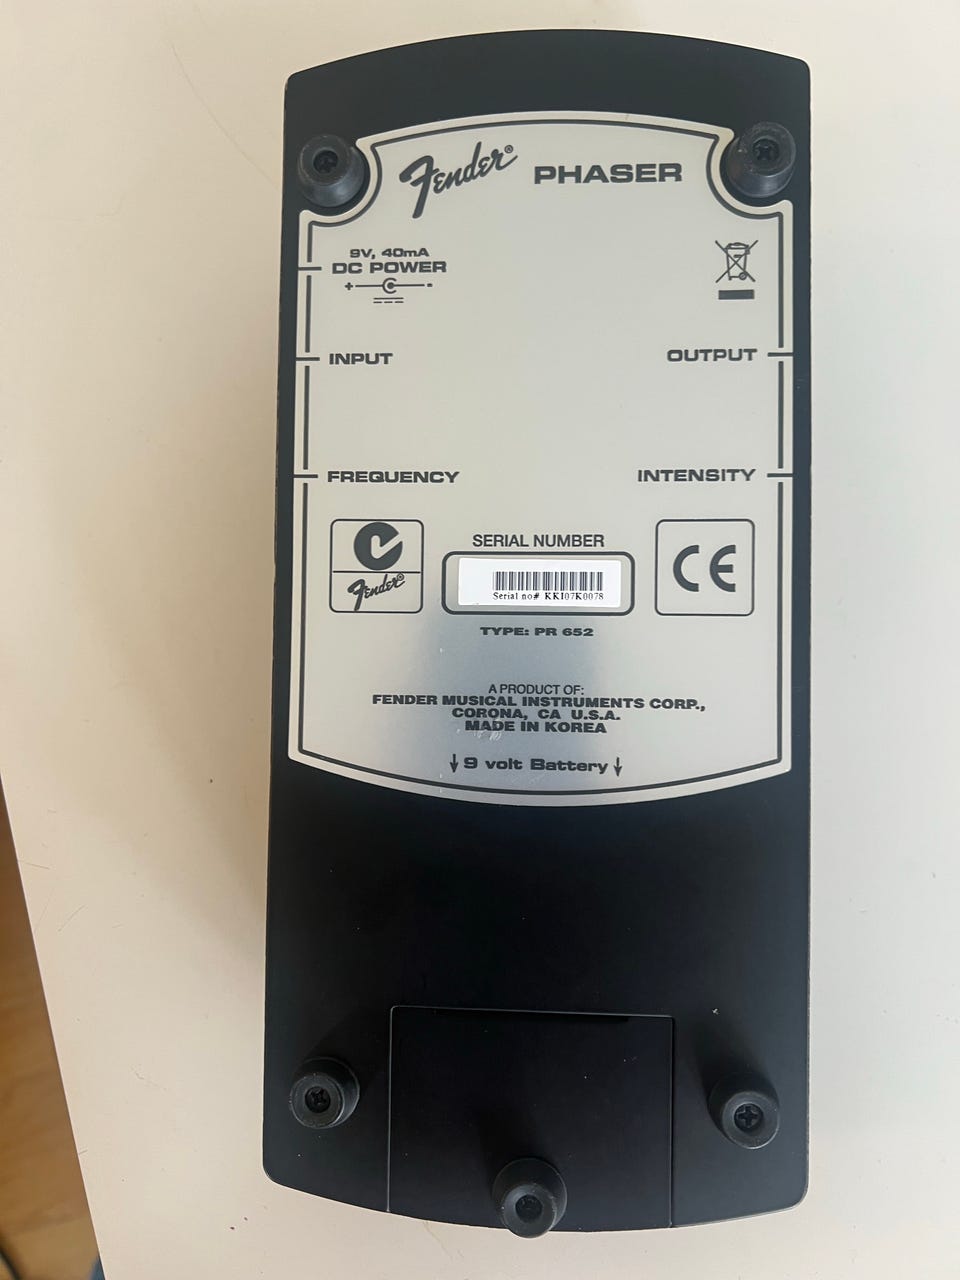 Fender® PHASER
9V, 40mA
DC POWER
+ -
INPUT
OUTPUT
FREQUENCY
INTENSITY
Fender®
SERIAL NUMBER
Serial no# KKI07K0078
CE
TYPE: PR 652
A PRODUCT OF:
FENDER MUSICAL INSTRUMENTS CORP.,
CORONA, CA U.S.A.
MADE IN KOREA
↓ 9 volt Battery ↓